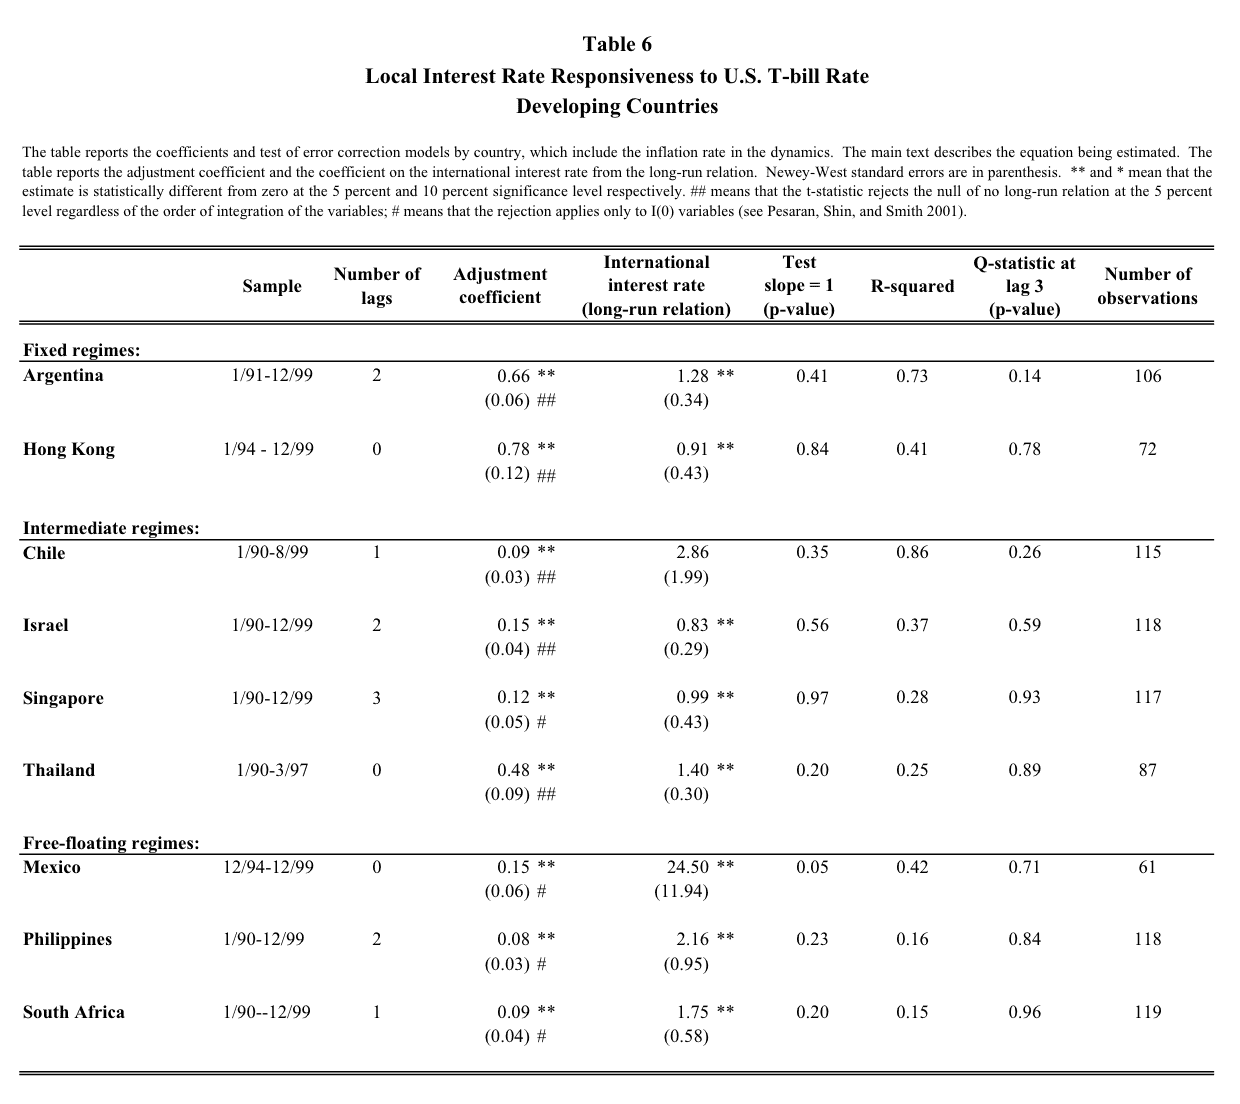 Table 6
Local Interest Rate Responsiveness to U.S. T-bill Rate
Developing Countries
The table reports the coefficients and test of error correction models by country, which include the inflation rate in the dynamics. The main text describes the equation being estimated. The
table reports the adjustment coefficient and the coefficient on the international interest rate from the long-run relation. Newey-West standard errors are in parenthesis. ** and * mean that the
estimate is statistically different from zero at the 5 percent and 10 percent significance level respectively. ## means that the t-statistic rejects the null of no long-run relation at the 5 percent
level regardless of the order of integration of the variables; # means that the rejection applies only to I(0) variables (see Pesaran, Shin, and Smith 2001).
Sample Number of lags Adjustment coefficient International interest rate (long-run relation) Test slope = 1 (p-value) R-squared Q-statistic at lag 3 (p-value) Number of observations
Fixed regimes:
Argentina 1/91-12/99 2 0.66 ** 1.28 ** 0.41 0.73 0.14 106
(0.06) ## (0.34)
Hong Kong 1/94 - 12/99 0 0.78 ** 0.91 ** 0.84 0.41 0.78 72
(0.12) ## (0.43)
Intermediate regimes:
Chile 1/90-8/99 1 0.09 ** 2.86 0.35 0.86 0.26 115
(0.03) ## (1.99)
Israel 1/90-12/99 2 0.15 ** 0.83 ** 0.56 0.37 0.59 118
(0.04) ## (0.29)
Singapore 1/90-12/99 3 0.12 ** 0.99 ** 0.97 0.28 0.93 117
(0.05) # (0.43)
Thailand 1/90-3/97 0 0.48 ** 1.40 ** 0.20 0.25 0.89 87
(0.09) ## (0.30)
Free-floating regimes:
Mexico 12/94-12/99 0 0.15 ** 24.50 ** 0.05 0.42 0.71 61
(0.06) # (11.94)
Philippines 1/90-12/99 2 0.08 ** 2.16 ** 0.23 0.16 0.84 118
(0.03) # (0.95)
South Africa 1/90--12/99 1 0.09 ** 1.75 ** 0.20 0.15 0.96 119
(0.04) # (0.58)